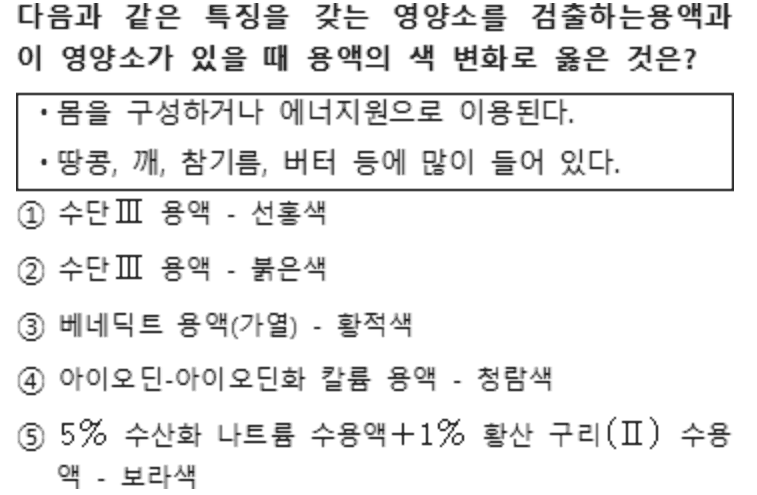 다음과 같은 특징을 갖는 영양소를 검출하는용액과
이 영양소가 있을 때 용액의 색 변화로 옳은 것은?
・몸을 구성하거나 에너지원으로 이용된다.
・땅콩, 깨, 참기름, 버터 등에 많이 들어 있다.
① 수단Ⅲ 용액 - 선홍색
② 수단Ⅲ 용액 - 붉은색
③ 베네딕트 용액(가열) - 황적색
④ 아이오딘-아이오딘화 칼륨 용액 - 청람색
⑤ 5% 수산화 나트륨 수용액+1% 황산 구리(Ⅱ) 수용
액 - 보라색